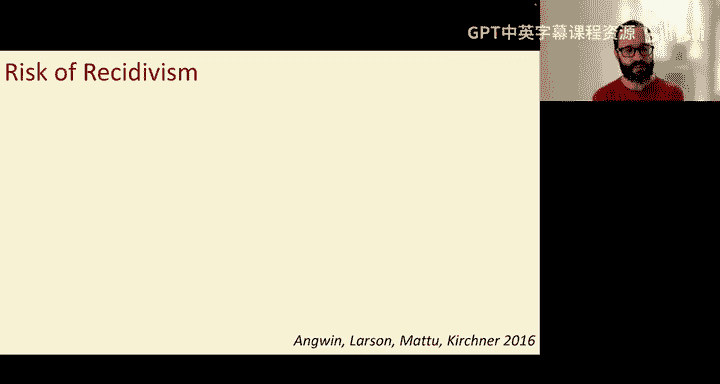 GPT中英字幕课程资源
Risk of Recidivism
Angwin, Larson, Mattu, Kirchner 2016